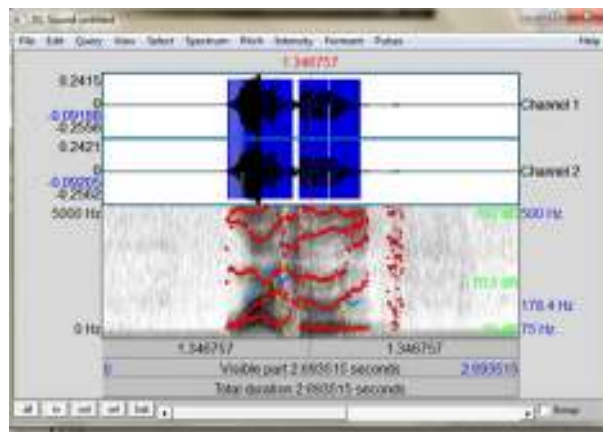 File Edit Query View Select Spectrum Pitch Intensity Formant Pulses Help
1.346757
0.2415
0
-0.2556
Channel 1
0.2421
0
-0.2562
Channel 2
5000 Hz
500 Hz
178.4 Hz
0 Hz
75 Hz
1.346757 1.346757
0 Visible part 2.693515 seconds 2.693515
Total duration 2.693515 seconds
all in out sel bak
Group